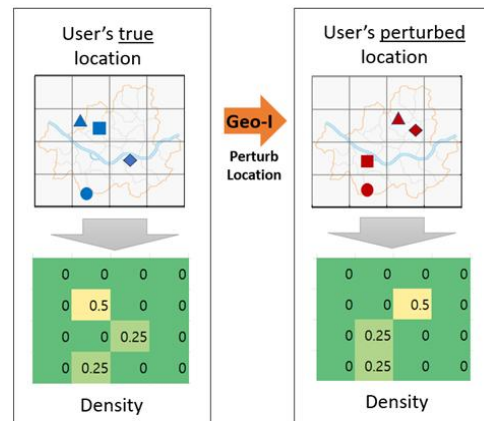 User's true
location
0 0 0 0
0 0.5 0 0
0 0 0.25 0
0 0.25 0 0
Density
Geo-I
Perturb
Location
User's perturbed
location
0 0 0 0
0 0 0.5 0
0 0.25 0 0
0 0.25 0 0
Density